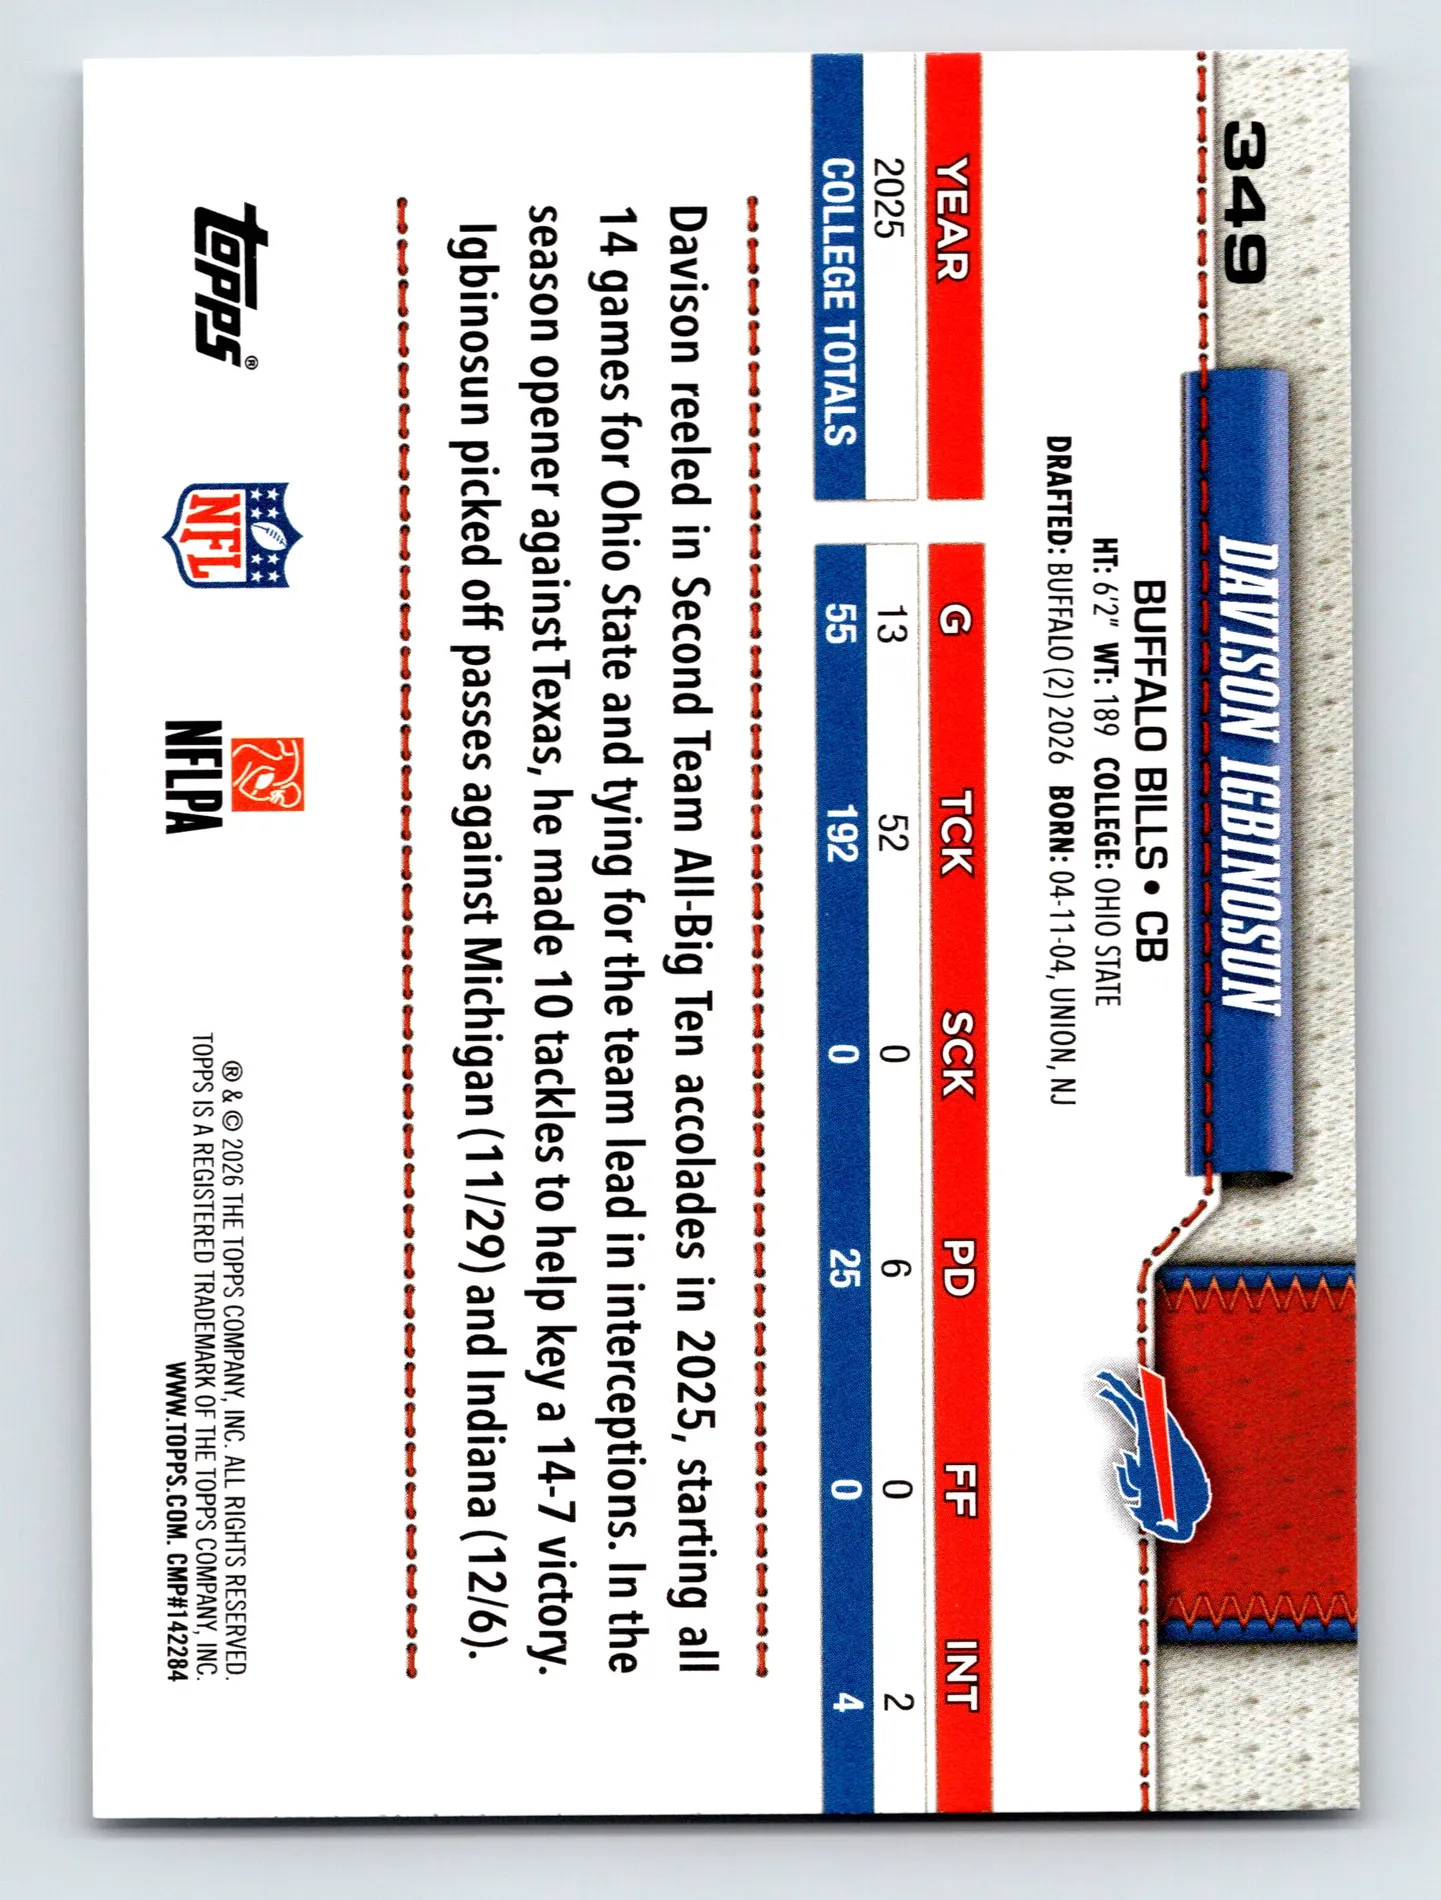 349
DAVISON IGBINOSUN
BUFFALO BILLS • CB
HT: 6'2" WT: 189 COLLEGE: OHIO STATE
DRAFTED: BUFFALO (2) 2026 BORN: 04-11-04, UNION, NJ
YEAR G TCK SCK PD FF INT
2025 13 52 0 6 0 2
COLLEGE TOTALS 55 192 0 25 0 4
Davison reeled in Second Team All-Big Ten accolades in 2025, starting all
14 games for Ohio State and tying for the team lead in interceptions. In the
season opener against Texas, he made 10 tackles to help key a 14-7 victory.
Igbinosun picked off passes against Michigan (11/29) and Indiana (12/6).
topps®
NFL
NFLPA
® & © 2026 THE TOPPS COMPANY, INC. ALL RIGHTS RESERVED.
TOPPS IS A REGISTERED TRADEMARK OF THE TOPPS COMPANY, INC.
WWW.TOPPS.COM. CMP#142284